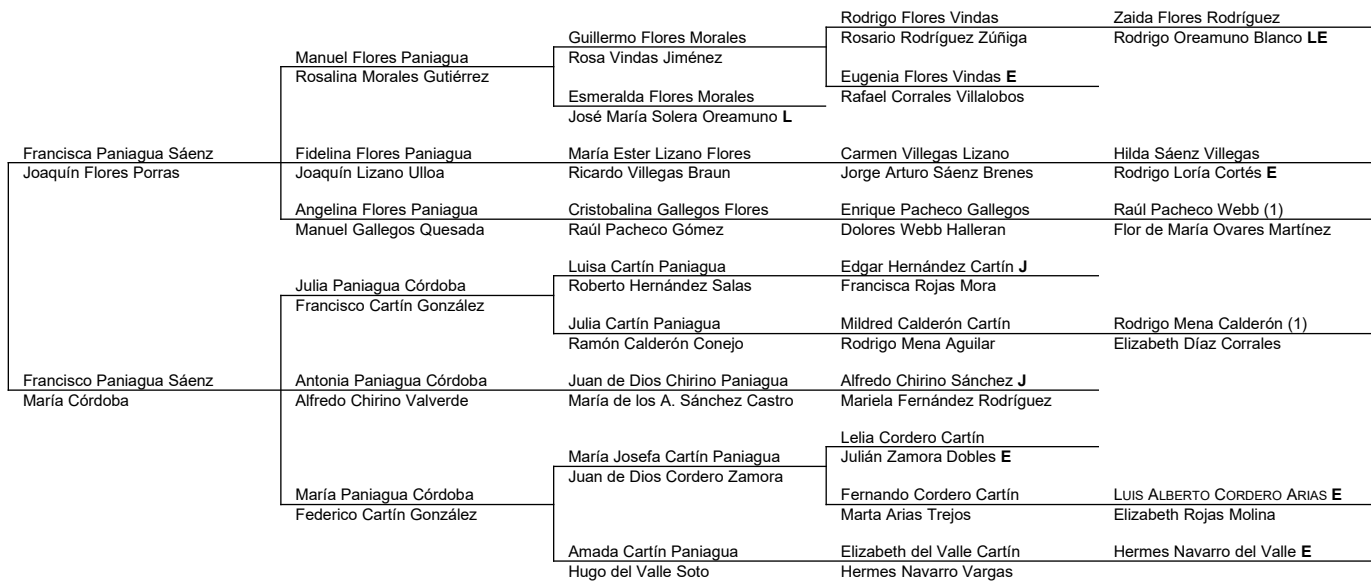 Rodrigo Flores Vindas
Zaida Flores Rodríguez
Guillermo Flores Morales
Rosario Rodríguez Zúñiga
Rodrigo Oreamuno Blanco LE
Manuel Flores Paniagua
Rosa Vindas Jiménez
Rosalina Morales Gutiérrez
Eugenia Flores Vindas E
Esmeralda Flores Morales
Rafael Corrales Villalobos
José María Solera Oreamuno L
Francisca Paniagua Sáenz
Fidelina Flores Paniagua
María Ester Lizano Flores
Carmen Villegas Lizano
Hilda Sáenz Villegas
Joaquín Flores Porras
Joaquín Lizano Ulloa
Ricardo Villegas Braun
Jorge Arturo Sáenz Brenes
Rodrigo Loría Cortés E
Angelina Flores Paniagua
Cristobalina Gallegos Flores
Enrique Pacheco Gallegos
Raúl Pacheco Webb (1)
Manuel Gallegos Quesada
Raúl Pacheco Gómez
Dolores Webb Halleran
Flor de María Ovares Martínez
Luisa Cartín Paniagua
Edgar Hernández Cartín J
Julia Paniagua Córdoba
Roberto Hernández Salas
Francisca Rojas Mora
Francisco Cartín González
Julia Cartín Paniagua
Mildred Calderón Cartín
Rodrigo Mena Calderón (1)
Ramón Calderón Conejo
Rodrigo Mena Aguilar
Elizabeth Díaz Corrales
Francisco Paniagua Sáenz
Antonia Paniagua Córdoba
Juan de Dios Chirino Paniagua
Alfredo Chirino Sánchez J
María Córdoba
Alfredo Chirino Valverde
María de los A. Sánchez Castro
Mariela Fernández Rodríguez
Lelia Cordero Cartín
María Josefa Cartín Paniagua
Julián Zamora Dobles E
Juan de Dios Cordero Zamora
María Paniagua Córdoba
Fernando Cordero Cartín
LUIS ALBERTO CORDERO ARIAS E
Federico Cartín González
Marta Arias Trejos
Elizabeth Rojas Molina
Amada Cartín Paniagua
Elizabeth del Valle Cartín
Hermes Navarro del Valle E
Hugo del Valle Soto
Hermes Navarro Vargas